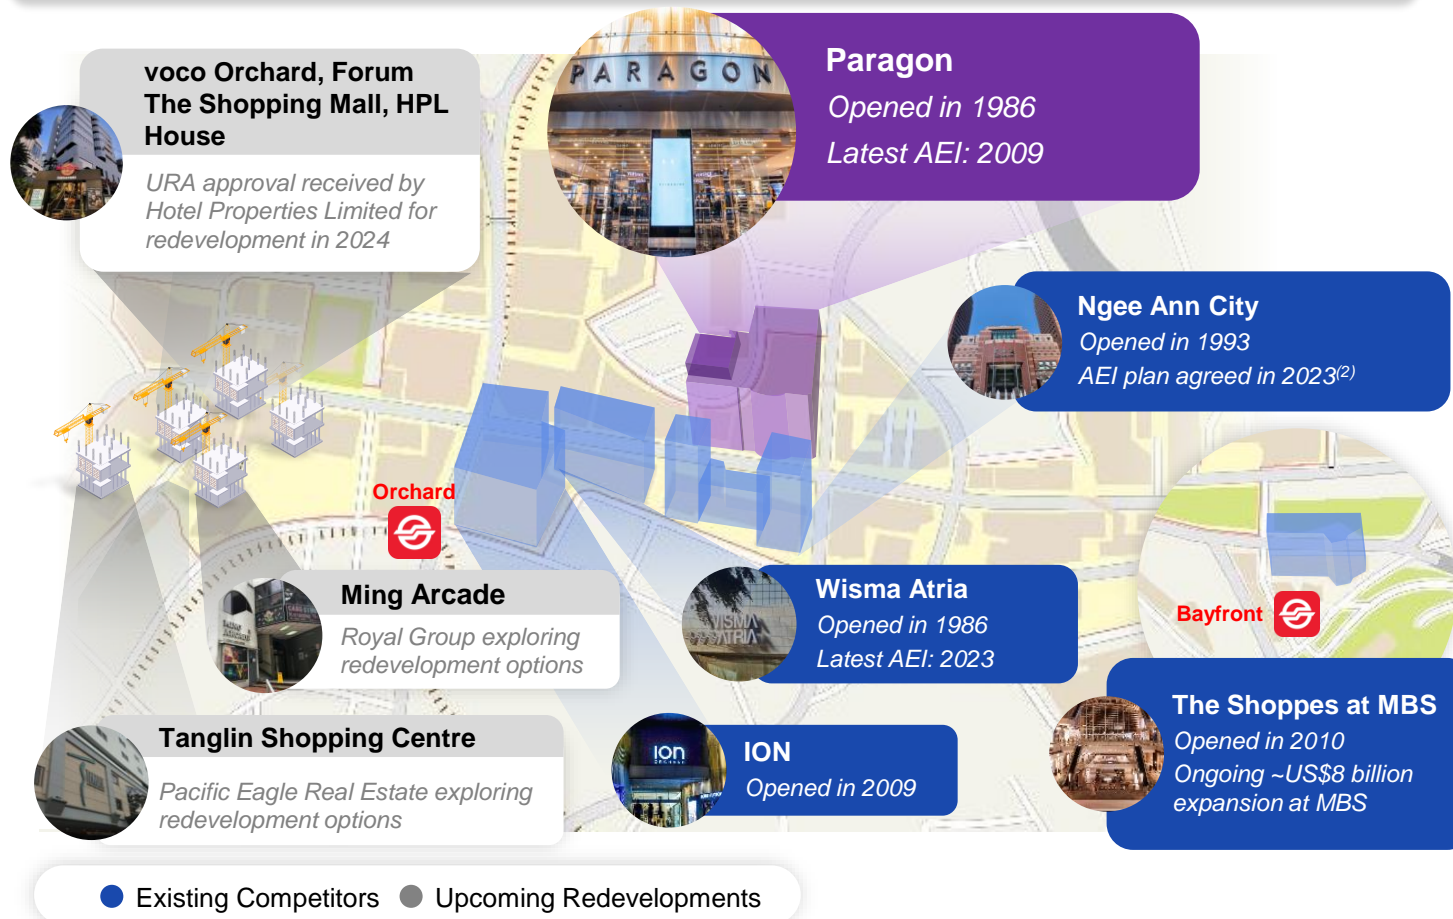 voco Orchard, Forum
The Shopping Mall, HPL
House
URA approval received by
Hotel Properties Limited for
redevelopment in 2024
PARAGON
Paragon
Opened in 1986
Latest AEI: 2009
Ngee Ann City
Opened in 1993
AEI plan agreed in 2023(2)
Orchard
Ming Arcade
Royal Group exploring
redevelopment options
WISMA
ATRIA
Wisma Atria
Opened in 1986
Latest AEI: 2023
Bayfront
Tanglin Shopping Centre
Pacific Eagle Real Estate exploring
redevelopment options
ION
ION
Opened in 2009
The Shoppes at MBS
Opened in 2010
Ongoing ~US$8 billion
expansion at MBS
Existing Competitors
Upcoming Redevelopments